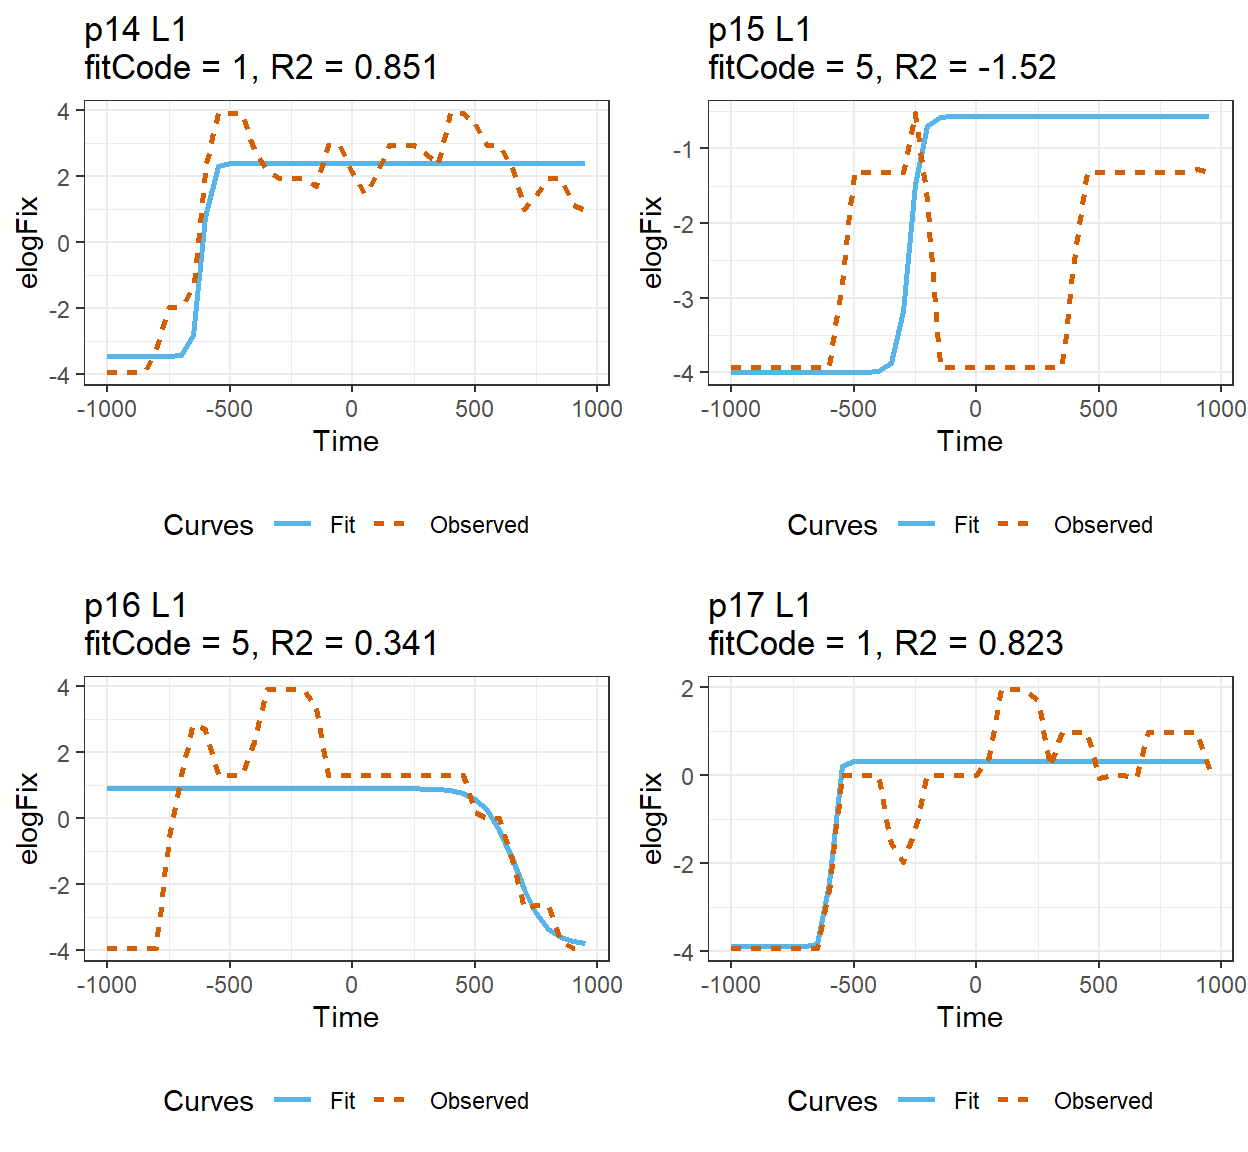 p14 L1
fitCode = 1, R2 = 0.851
elogFix
4
2
0
-2
-4
-1000 -500 0 500 1000
Time
Curves Fit Observed
p15 L1
fitCode = 5, R2 = -1.52
elogFix
-1
-2
-3
-4
-1000 -500 0 500 1000
Time
Curves Fit Observed
p16 L1
fitCode = 5, R2 = 0.341
elogFix
4
2
0
-2
-4
-1000 -500 0 500 1000
Time
Curves Fit Observed
p17 L1
fitCode = 1, R2 = 0.823
elogFix
2
0
-2
-4
-1000 -500 0 500 1000
Time
Curves Fit Observed